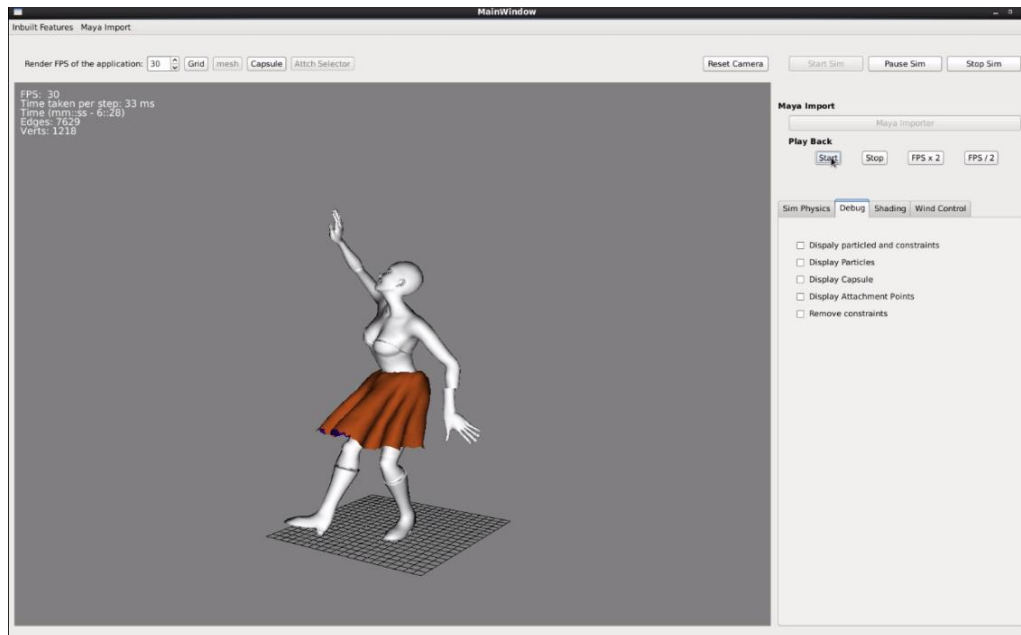 MainWindow
Inbuilt Features Maya Import
Render FPS of the application: 30 Grid mesh Capsule Attch Selector Reset Camera Start Sim Pause Sim Stop Sim
FPS: 30
Time taken per step: 33 ms
Time (mm::ss - 6::28)
Edges: 7629
Verts: 1218
Maya Import
Maya Importer
Play Back
Start Stop FPS x 2 FPS / 2
Sim Physics Debug Shading Wind Control
Dispaly particled and constraints
Display Particles
Display Capsule
Display Attachment Points
Remove constraints